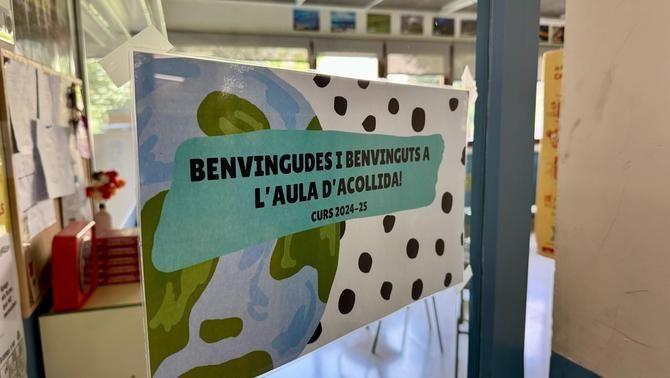 BENVINGUDES I BENVINGUTS A
L'AULA D'ACOLLIDA!
CURS 2024-25